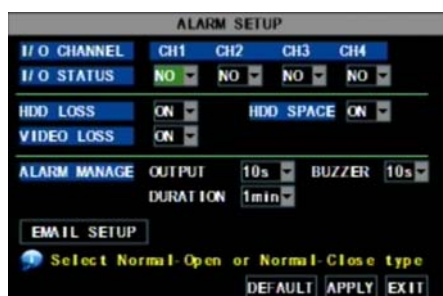 ALARM SETUP
I/O CHANNEL CH1 CH2 CH3 CH4
I/O STATUS NO NO NO NO
HDD LOSS ON HDD SPACE ON
VIDEO LOSS ON
ALARM MANAGE OUTPUT 10s BUZZER 10s
DURATION 1min
EMAIL SETUP
Select Normal-Open or Normal-Close type
DEFAULT APPLY EXIT